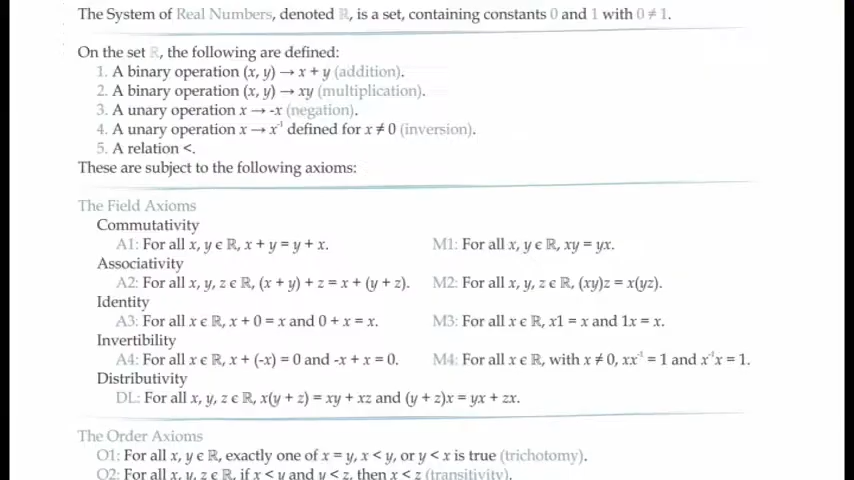 The System of Real Numbers, denoted ℝ, is a set, containing constants 0 and 1 with 0 ≠ 1.
On the set ℝ, the following are defined:
1. A binary operation (x, y) → x + y (addition).
2. A binary operation (x, y) → xy (multiplication).
3. A unary operation x → -x (negation).
4. A unary operation x → x⁻¹ defined for x ≠ 0 (inversion).
5. A relation <.
These are subject to the following axioms:
The Field Axioms
Commutativity
A1: For all x, y ϵ ℝ, x + y = y + x. M1: For all x, y ϵ ℝ, xy = yx.
Associativity
A2: For all x, y, z ϵ ℝ, (x + y) + z = x + (y + z). M2: For all x, y, z ϵ ℝ, (xy)z = x(yz).
Identity
A3: For all x ϵ ℝ, x + 0 = x and 0 + x = x. M3: For all x ϵ ℝ, x1 = x and 1x = x.
Invertibility
A4: For all x ϵ ℝ, x + (-x) = 0 and -x + x = 0. M4: For all x ϵ ℝ, with x ≠ 0, xx⁻¹ = 1 and x⁻¹x = 1.
Distributivity
DL: For all x, y, z ϵ ℝ, x(y + z) = xy + xz and (y + z)x = yx + zx.
The Order Axioms
O1: For all x, y ϵ ℝ, exactly one of x = y, x < y, or y < x is true (trichotomy).
O2: For all x, y, z ϵ ℝ, if x < y and y < z, then x < z (transitivity).